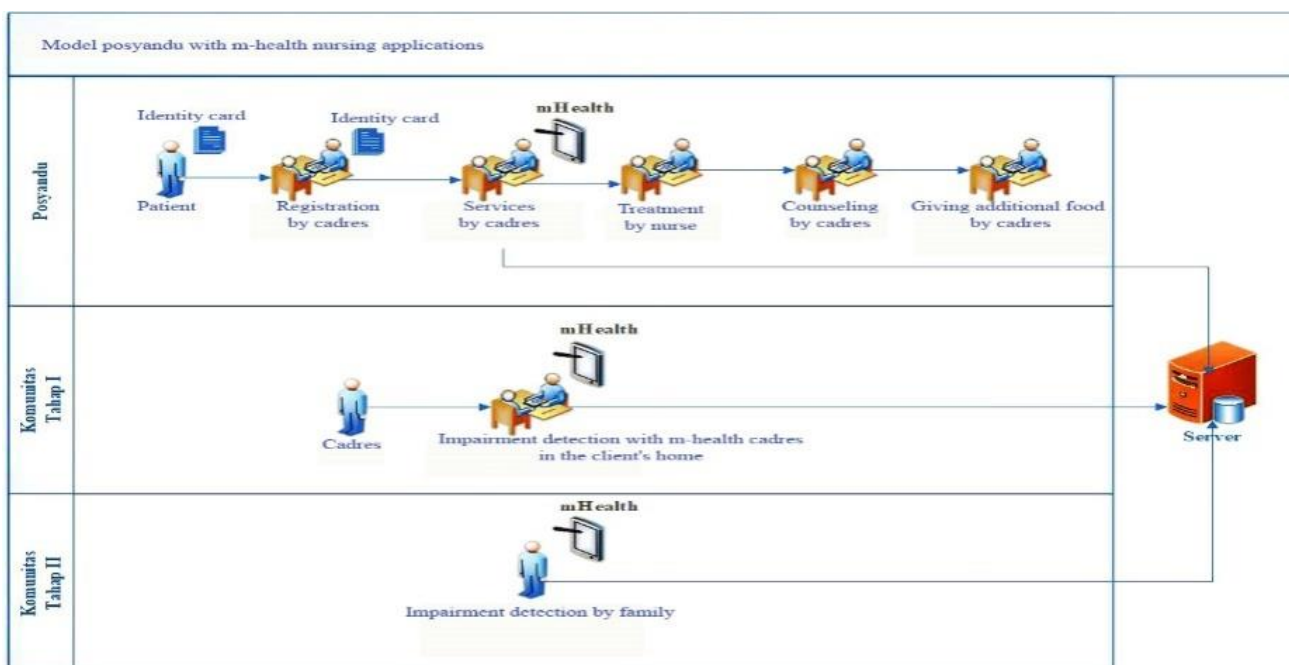 Model posyandu with m-health nursing applications
Posyandu
Identity card
Identity card
mHealth
Patient
Registration
by cadres
Services
by cadres
Treatment
by nurse
Counseling
by cadres
Giving additional food
by cadres
Komunitas
Tahap I
mHealth
Cadres
Impairment detection with m-health cadres
in the client's home
Server
Komunitas
Tahap II
mHealth
Impairment detection by family